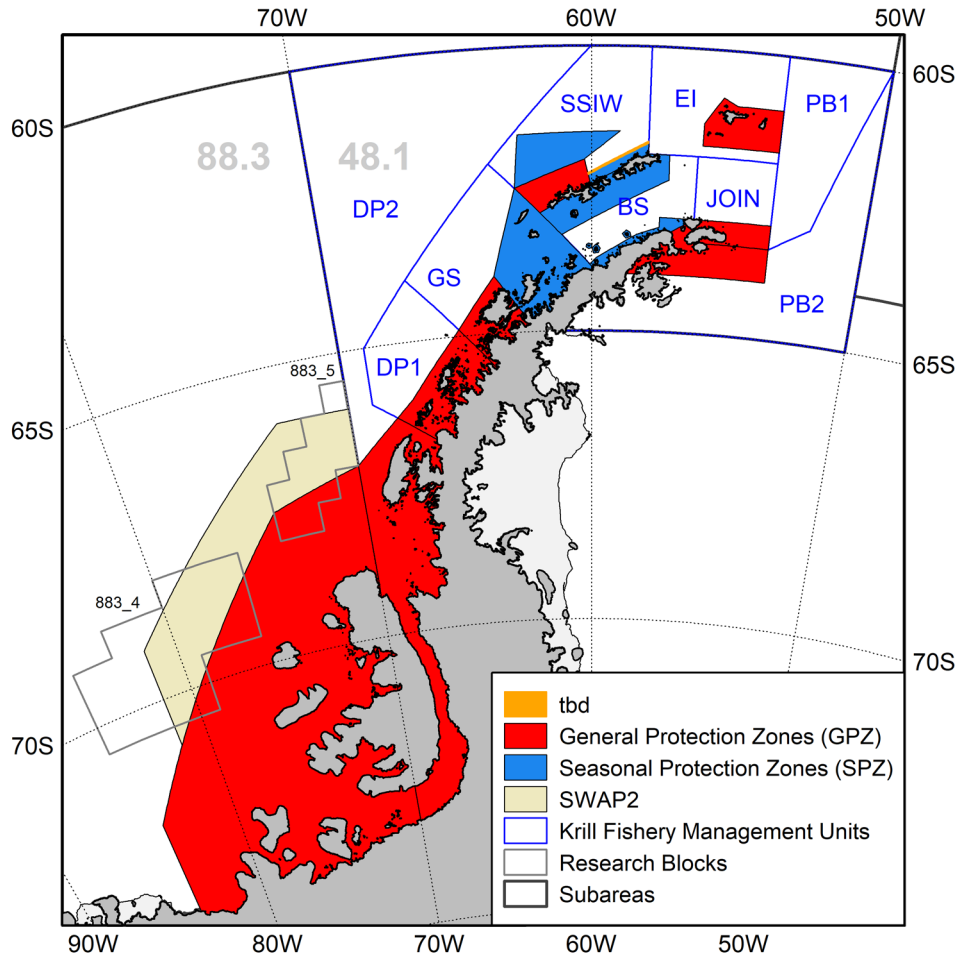 70W
60W
50W
60S
60S
SSIW
EI
PB1
88.3
48.1
DP2
BS
JOIN
GS
PB2
DP1
883_5
65S
65S
883_4
70S
70S
tbd
General Protection Zones (GPZ)
Seasonal Protection Zones (SPZ)
SWAP2
Krill Fishery Management Units
Research Blocks
Subareas
90W
80W
70W
60W
50W